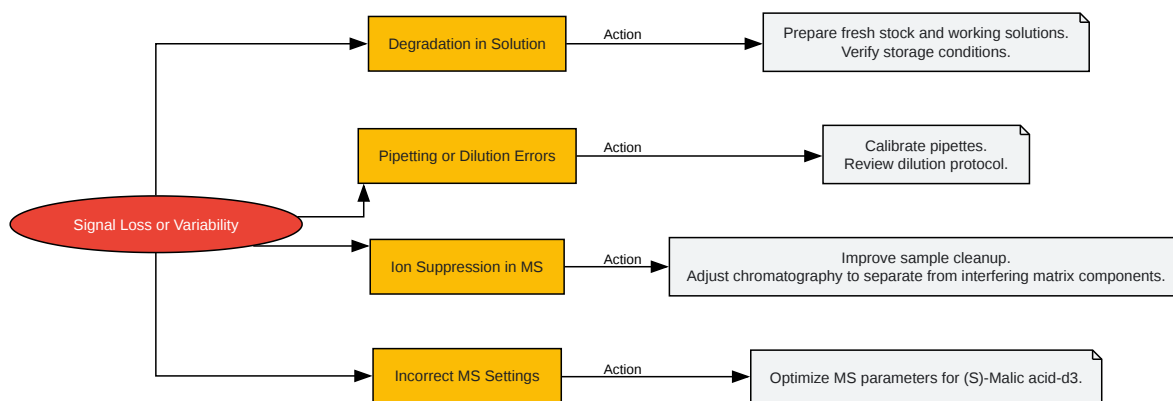 Degradation in Solution
Action
Prepare fresh stock and working solutions.
Verify storage conditions.
Pipetting or Dilution Errors
Action
Calibrate pipettes.
Review dilution protocol.
Signal Loss or Variability
Ion Suppression in MS
Action
Improve sample cleanup.
Adjust chromatography to separate from interfering matrix components.
Incorrect MS Settings
Action
Optimize MS parameters for (S)-Malic acid-d3.